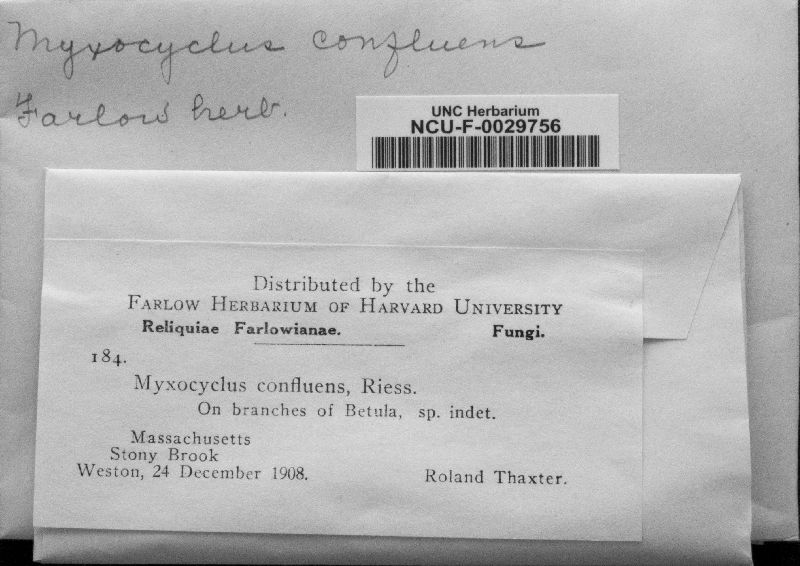 Myxocyclus confluens
Farlow herb.
UNC Herbarium
NCU-F-0029756
Distributed by the
FARLOW HERBARIUM OF HARVARD UNIVERSITY
Reliquiae Farlowianae. Fungi.
184.
Myxocyclus confluens, Riess.
On branches of Betula, sp. indet.
Massachusetts
Stony Brook
Weston, 24 December 1908. Roland Thaxter.